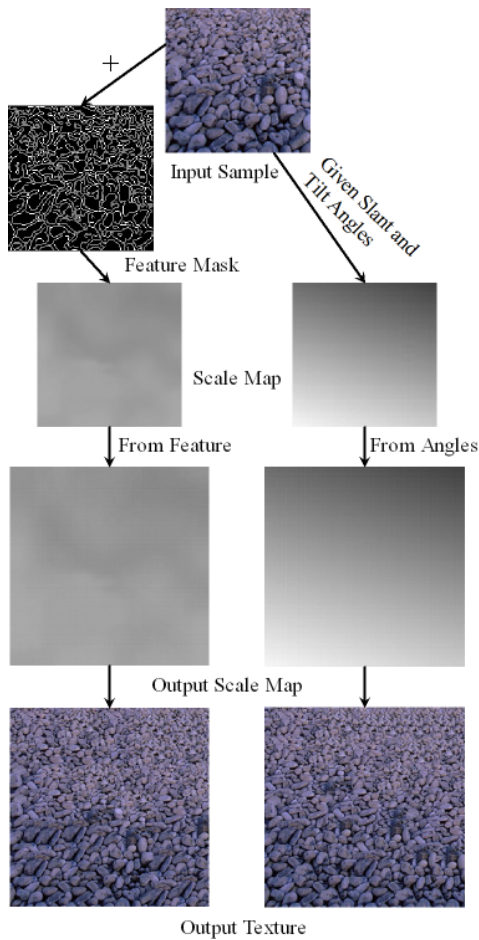 +
Input Sample
Given Slant and
Tilt Angles
Feature Mask
Scale Map
From Feature
From Angles
Output Scale Map
Output Texture